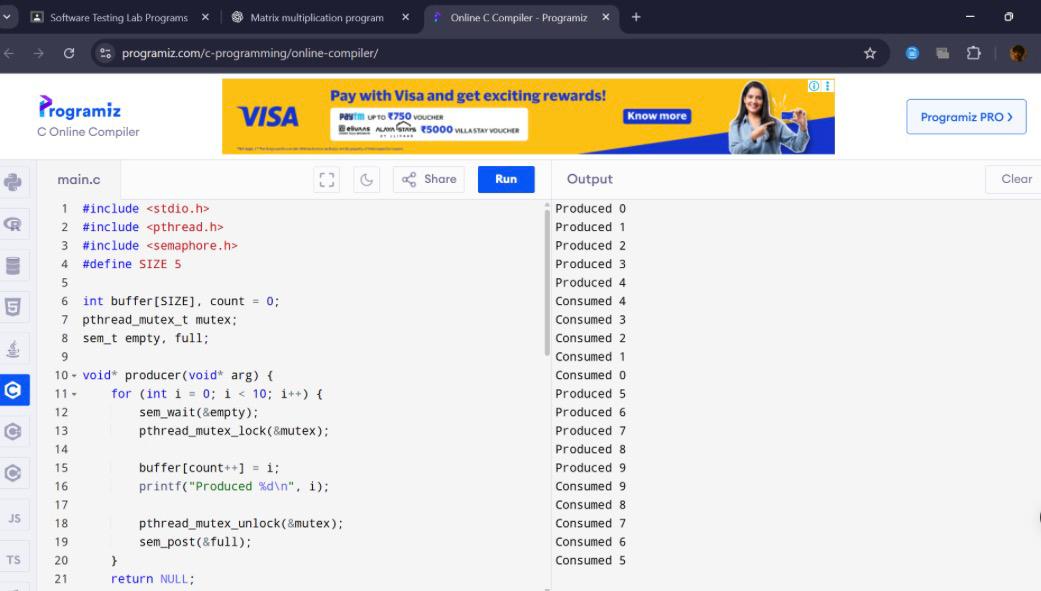 Software Testing Lab Programs
Matrix multiplication program
Online C Compiler - Programiz
programiz.com/c-programming/online-compiler/
Programiz
C Online Compiler
VISA
Pay with Visa and get exciting rewards!
paytm UP TO ₹750 VOUCHER
elivaas ALAYA STAYS ₹5000 VILLA STAY VOUCHER
Know more
Programiz PRO >
main.c
Share
Run
Output
Clear
1 #include <stdio.h>
2 #include <pthread.h>
3 #include <semaphore.h>
4 #define SIZE 5
5
6 int buffer[SIZE], count = 0;
7 pthread_mutex_t mutex;
8 sem_t empty, full;
9
10 void* producer(void* arg) {
11 for (int i = 0; i < 10; i++) {
12 sem_wait(&empty);
13 pthread_mutex_lock(&mutex);
14
15 buffer[count++] = i;
16 printf("Produced %d\n", i);
17
18 pthread_mutex_unlock(&mutex);
19 sem_post(&full);
20 }
21 return NULL;
Produced 0
Produced 1
Produced 2
Produced 3
Produced 4
Consumed 4
Consumed 3
Consumed 2
Consumed 1
Consumed 0
Produced 5
Produced 6
Produced 7
Produced 8
Produced 9
Consumed 9
Consumed 8
Consumed 7
Consumed 6
Consumed 5
JS
TS